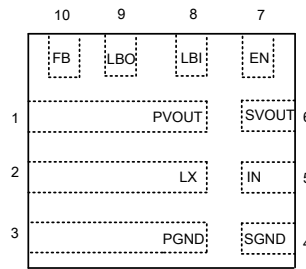 10 9 8 7
FB LBO LBI EN
1 PVOUT SVOUT 6
2 LX IN 5
3 PGND SGND 4